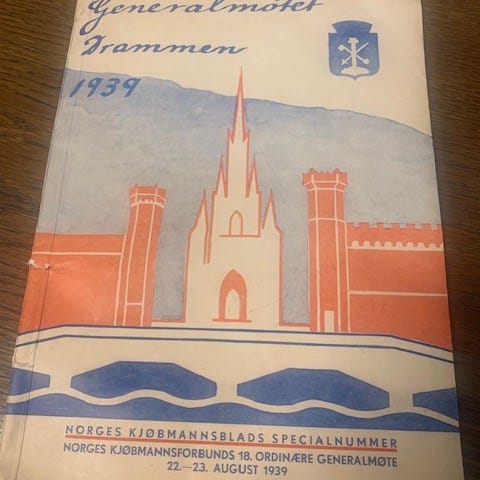 Generalmøtet
Drammen
1939
NORGES KJØBMANNSBLADS SPECIALNUMMER
NORGES KJØBMANNSFORBUNDS 18. ORDINÆRE GENERALMØTE
22.—23. AUGUST 1939